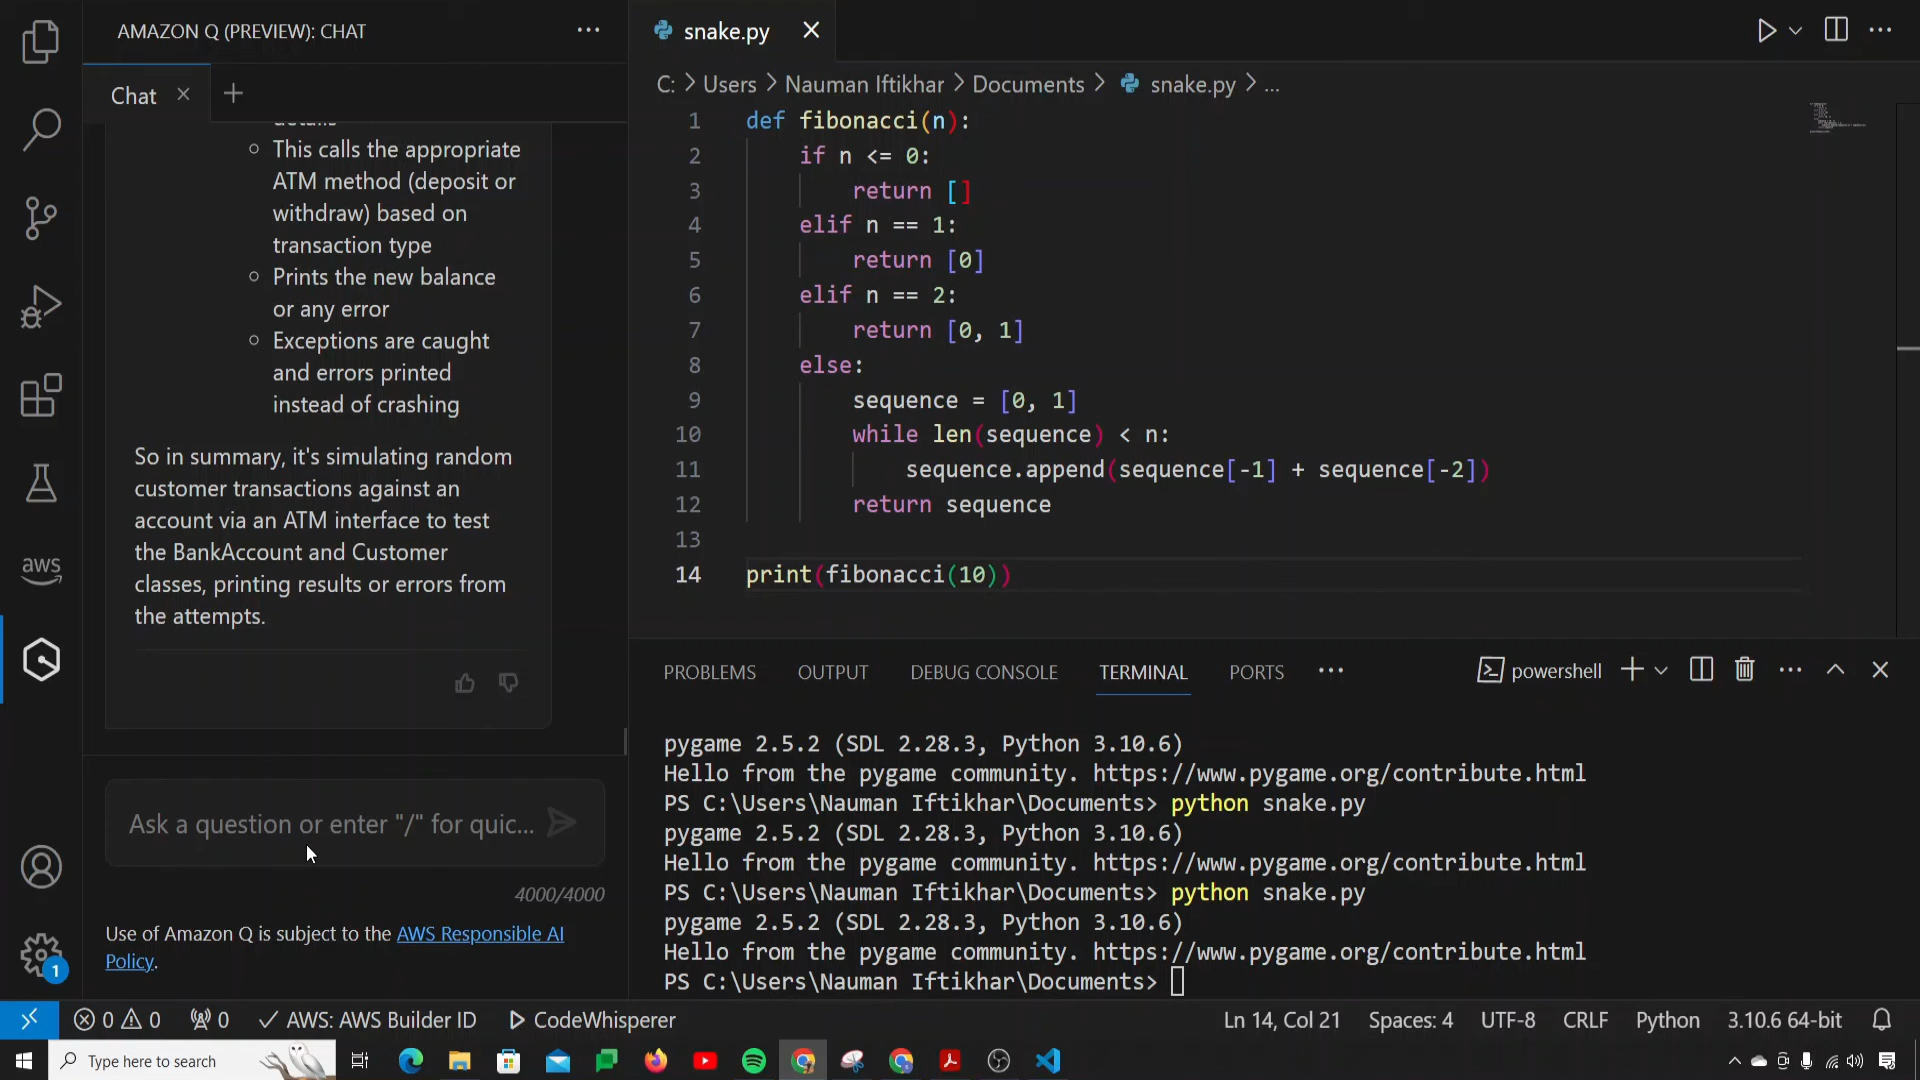 AMAZON Q (PREVIEW): CHAT
Chat
details
This calls the appropriate
ATM method (deposit or
withdraw) based on
transaction type
Prints the new balance
or any error
Exceptions are caught
and errors printed
instead of crashing
So in summary, it's simulating random
customer transactions against an
account via an ATM interface to test
the BankAccount and Customer
classes, printing results or errors from
the attempts.
Ask a question or enter "/" for quic...
4000/4000
Use of Amazon Q is subject to the AWS Responsible AI
Policy.
aws
1
snake.py
C: > Users > Nauman Iftikhar > Documents > snake.py > ...
1 def fibonacci(n):
2 if n <= 0:
3 return []
4 elif n == 1:
5 return [0]
6 elif n == 2:
7 return [0, 1]
8 else:
9 sequence = [0, 1]
10 while len(sequence) < n:
11 sequence.append(sequence[-1] + sequence[-2])
12 return sequence
13
14 print(fibonacci(10))
PROBLEMS OUTPUT DEBUG CONSOLE TERMINAL PORTS powershell
pygame 2.5.2 (SDL 2.28.3, Python 3.10.6)
Hello from the pygame community. https://www.pygame.org/contribute.html
PS C:\Users\Nauman Iftikhar\Documents> python snake.py
pygame 2.5.2 (SDL 2.28.3, Python 3.10.6)
Hello from the pygame community. https://www.pygame.org/contribute.html
PS C:\Users\Nauman Iftikhar\Documents> python snake.py
pygame 2.5.2 (SDL 2.28.3, Python 3.10.6)
Hello from the pygame community. https://www.pygame.org/contribute.html
PS C:\Users\Nauman Iftikhar\Documents>
0 0 0 AWS: AWS Builder ID CodeWhisperer Ln 14, Col 21 Spaces: 4 UTF-8 CRLF Python 3.10.6 64-bit
Type here to search